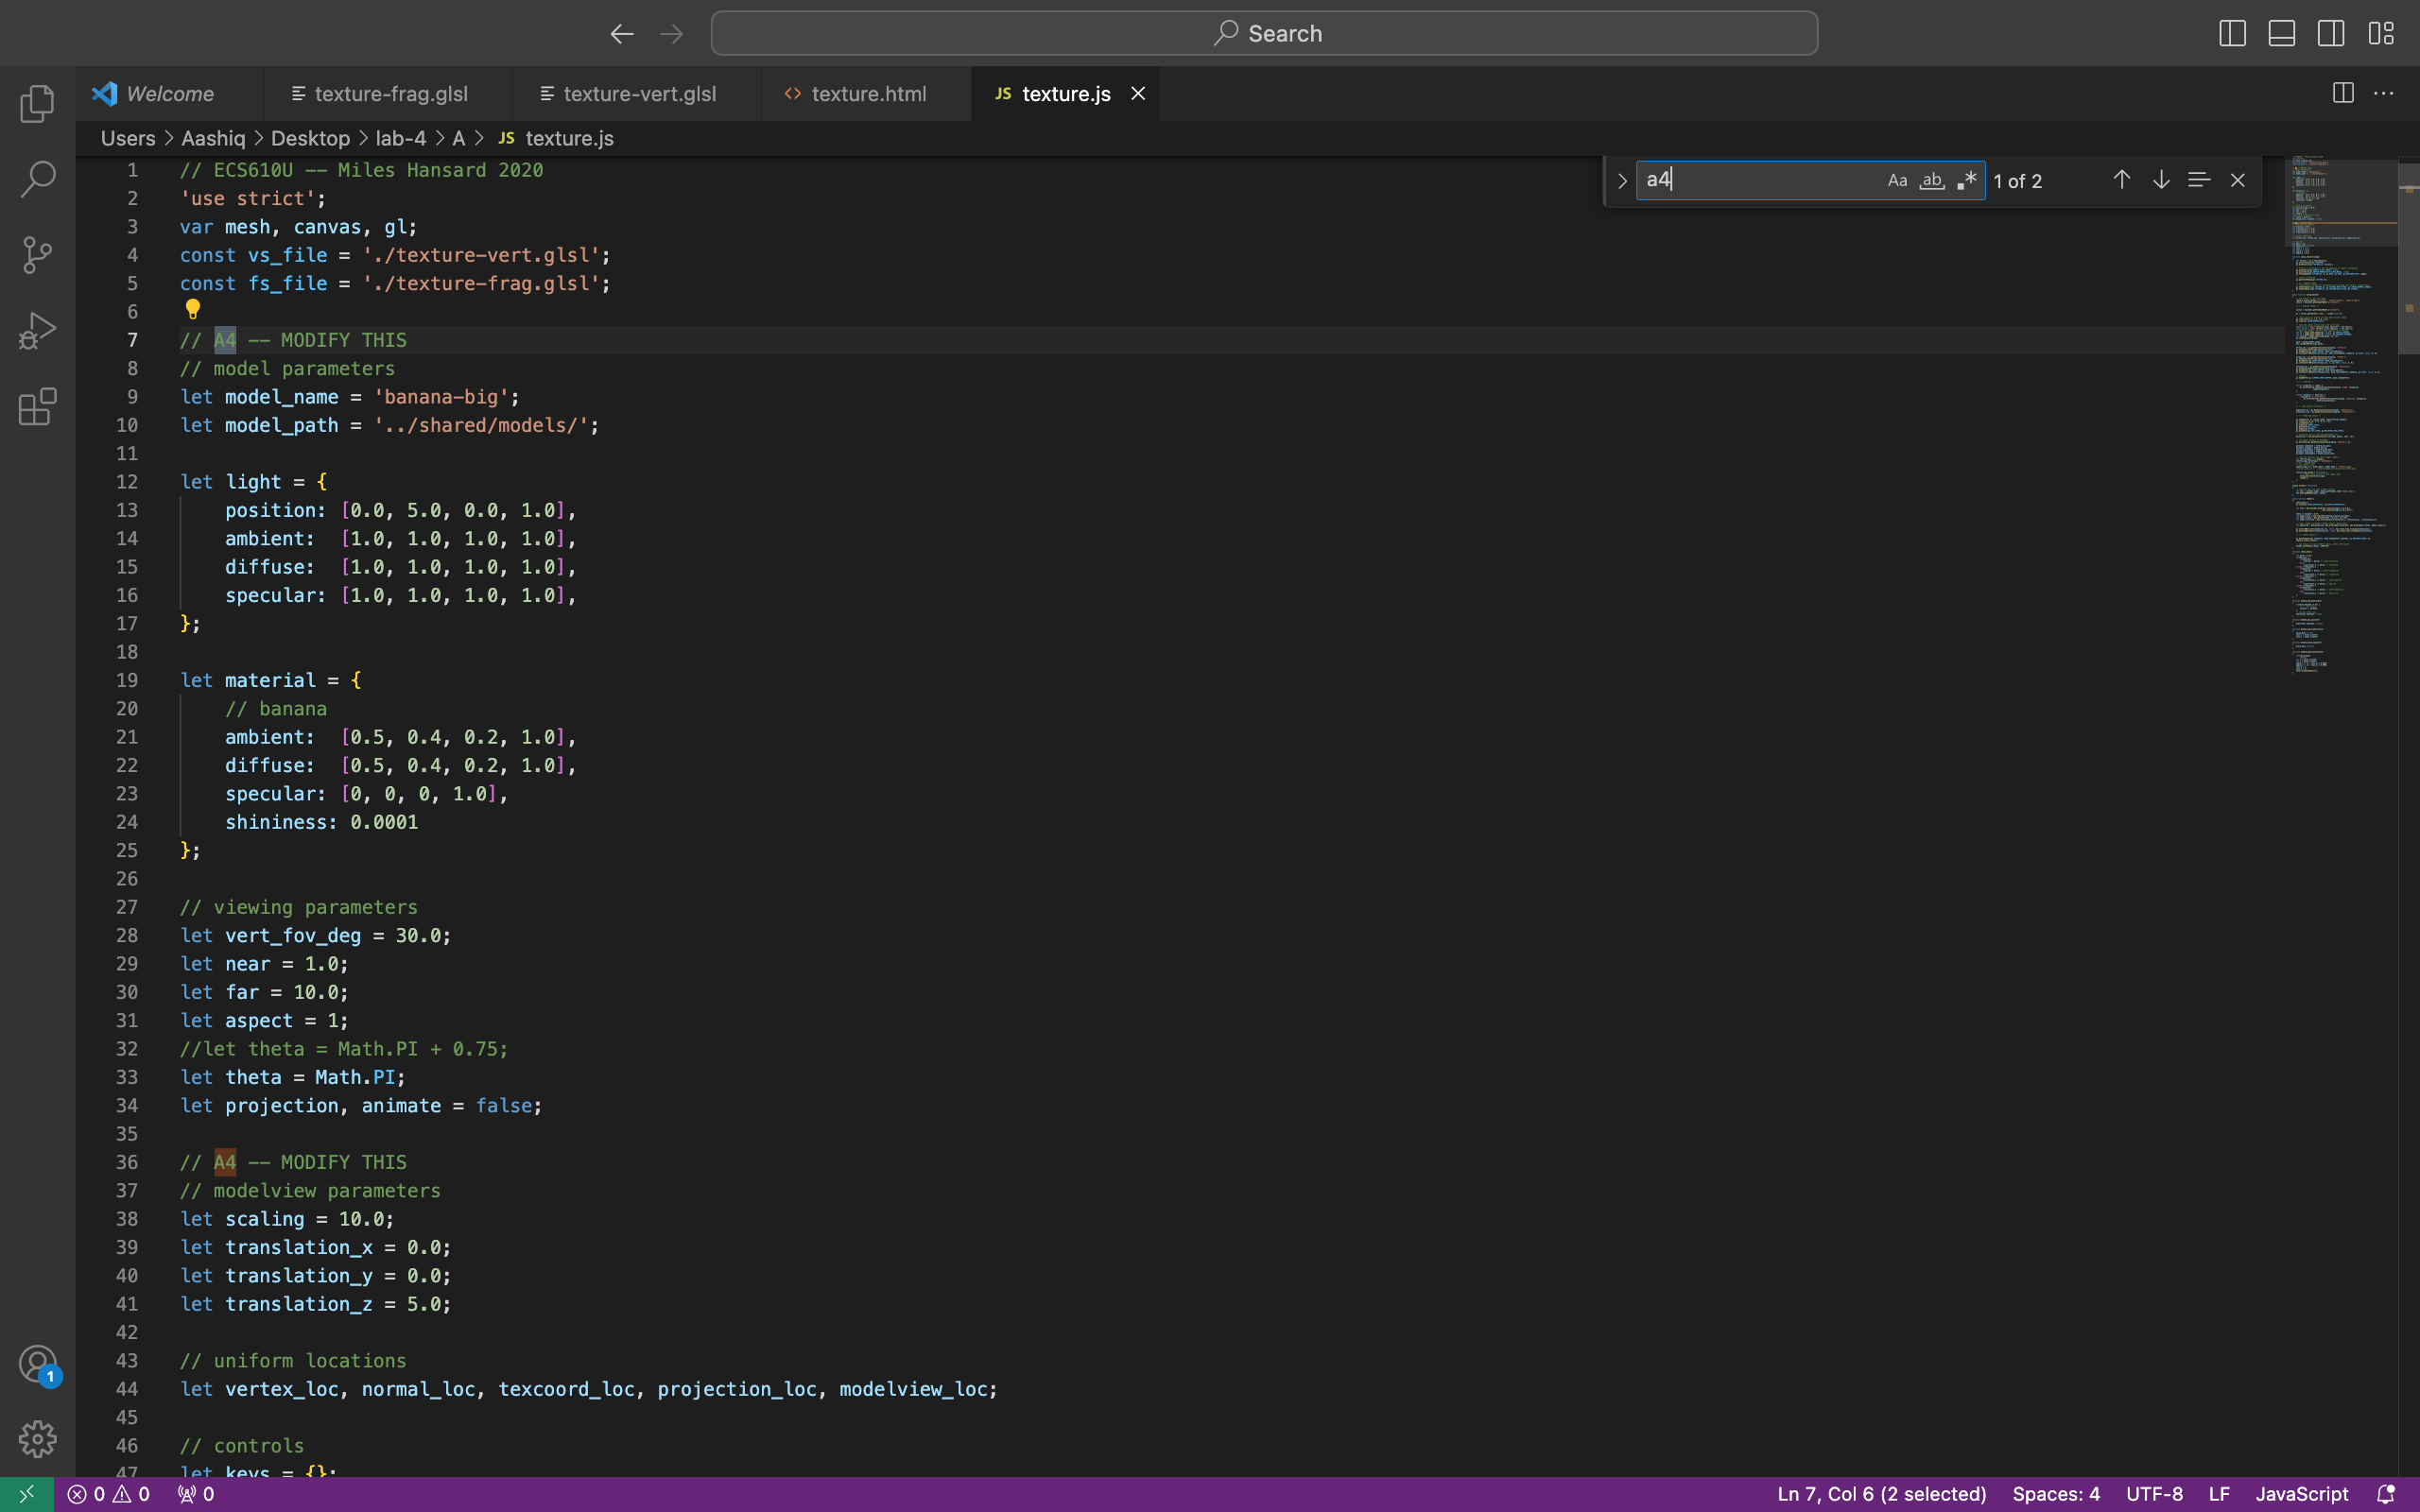 Search
Welcome
texture-frag.glsl
texture-vert.glsl
texture.html
JS texture.js
Users > Aashiq > Desktop > lab-4 > A > JS texture.js
a4
Aa
ab
1 of 2
1 // ECS610U -- Miles Hansard 2020
2 'use strict';
3 var mesh, canvas, gl;
4 const vs_file = './texture-vert.glsl';
5 const fs_file = './texture-frag.glsl';
6
7 // A4 -- MODIFY THIS
8 // model parameters
9 let model_name = 'banana-big';
10 let model_path = '../shared/models/';
11
12 let light = {
13 position: [0.0, 5.0, 0.0, 1.0],
14 ambient: [1.0, 1.0, 1.0, 1.0],
15 diffuse: [1.0, 1.0, 1.0, 1.0],
16 specular: [1.0, 1.0, 1.0, 1.0],
17 };
18
19 let material = {
20 // banana
21 ambient: [0.5, 0.4, 0.2, 1.0],
22 diffuse: [0.5, 0.4, 0.2, 1.0],
23 specular: [0, 0, 0, 1.0],
24 shininess: 0.0001
25 };
26
27 // viewing parameters
28 let vert_fov_deg = 30.0;
29 let near = 1.0;
30 let far = 10.0;
31 let aspect = 1;
32 //let theta = Math.PI + 0.75;
33 let theta = Math.PI;
34 let projection, animate = false;
35
36 // A4 -- MODIFY THIS
37 // modelview parameters
38 let scaling = 10.0;
39 let translation_x = 0.0;
40 let translation_y = 0.0;
41 let translation_z = 5.0;
42
43 // uniform locations
44 let vertex_loc, normal_loc, texcoord_loc, projection_loc, modelview_loc;
45
46 // controls
47 let keys = {};
1
0 0 0
Ln 7, Col 6 (2 selected)
Spaces: 4
UTF-8
LF
JavaScript